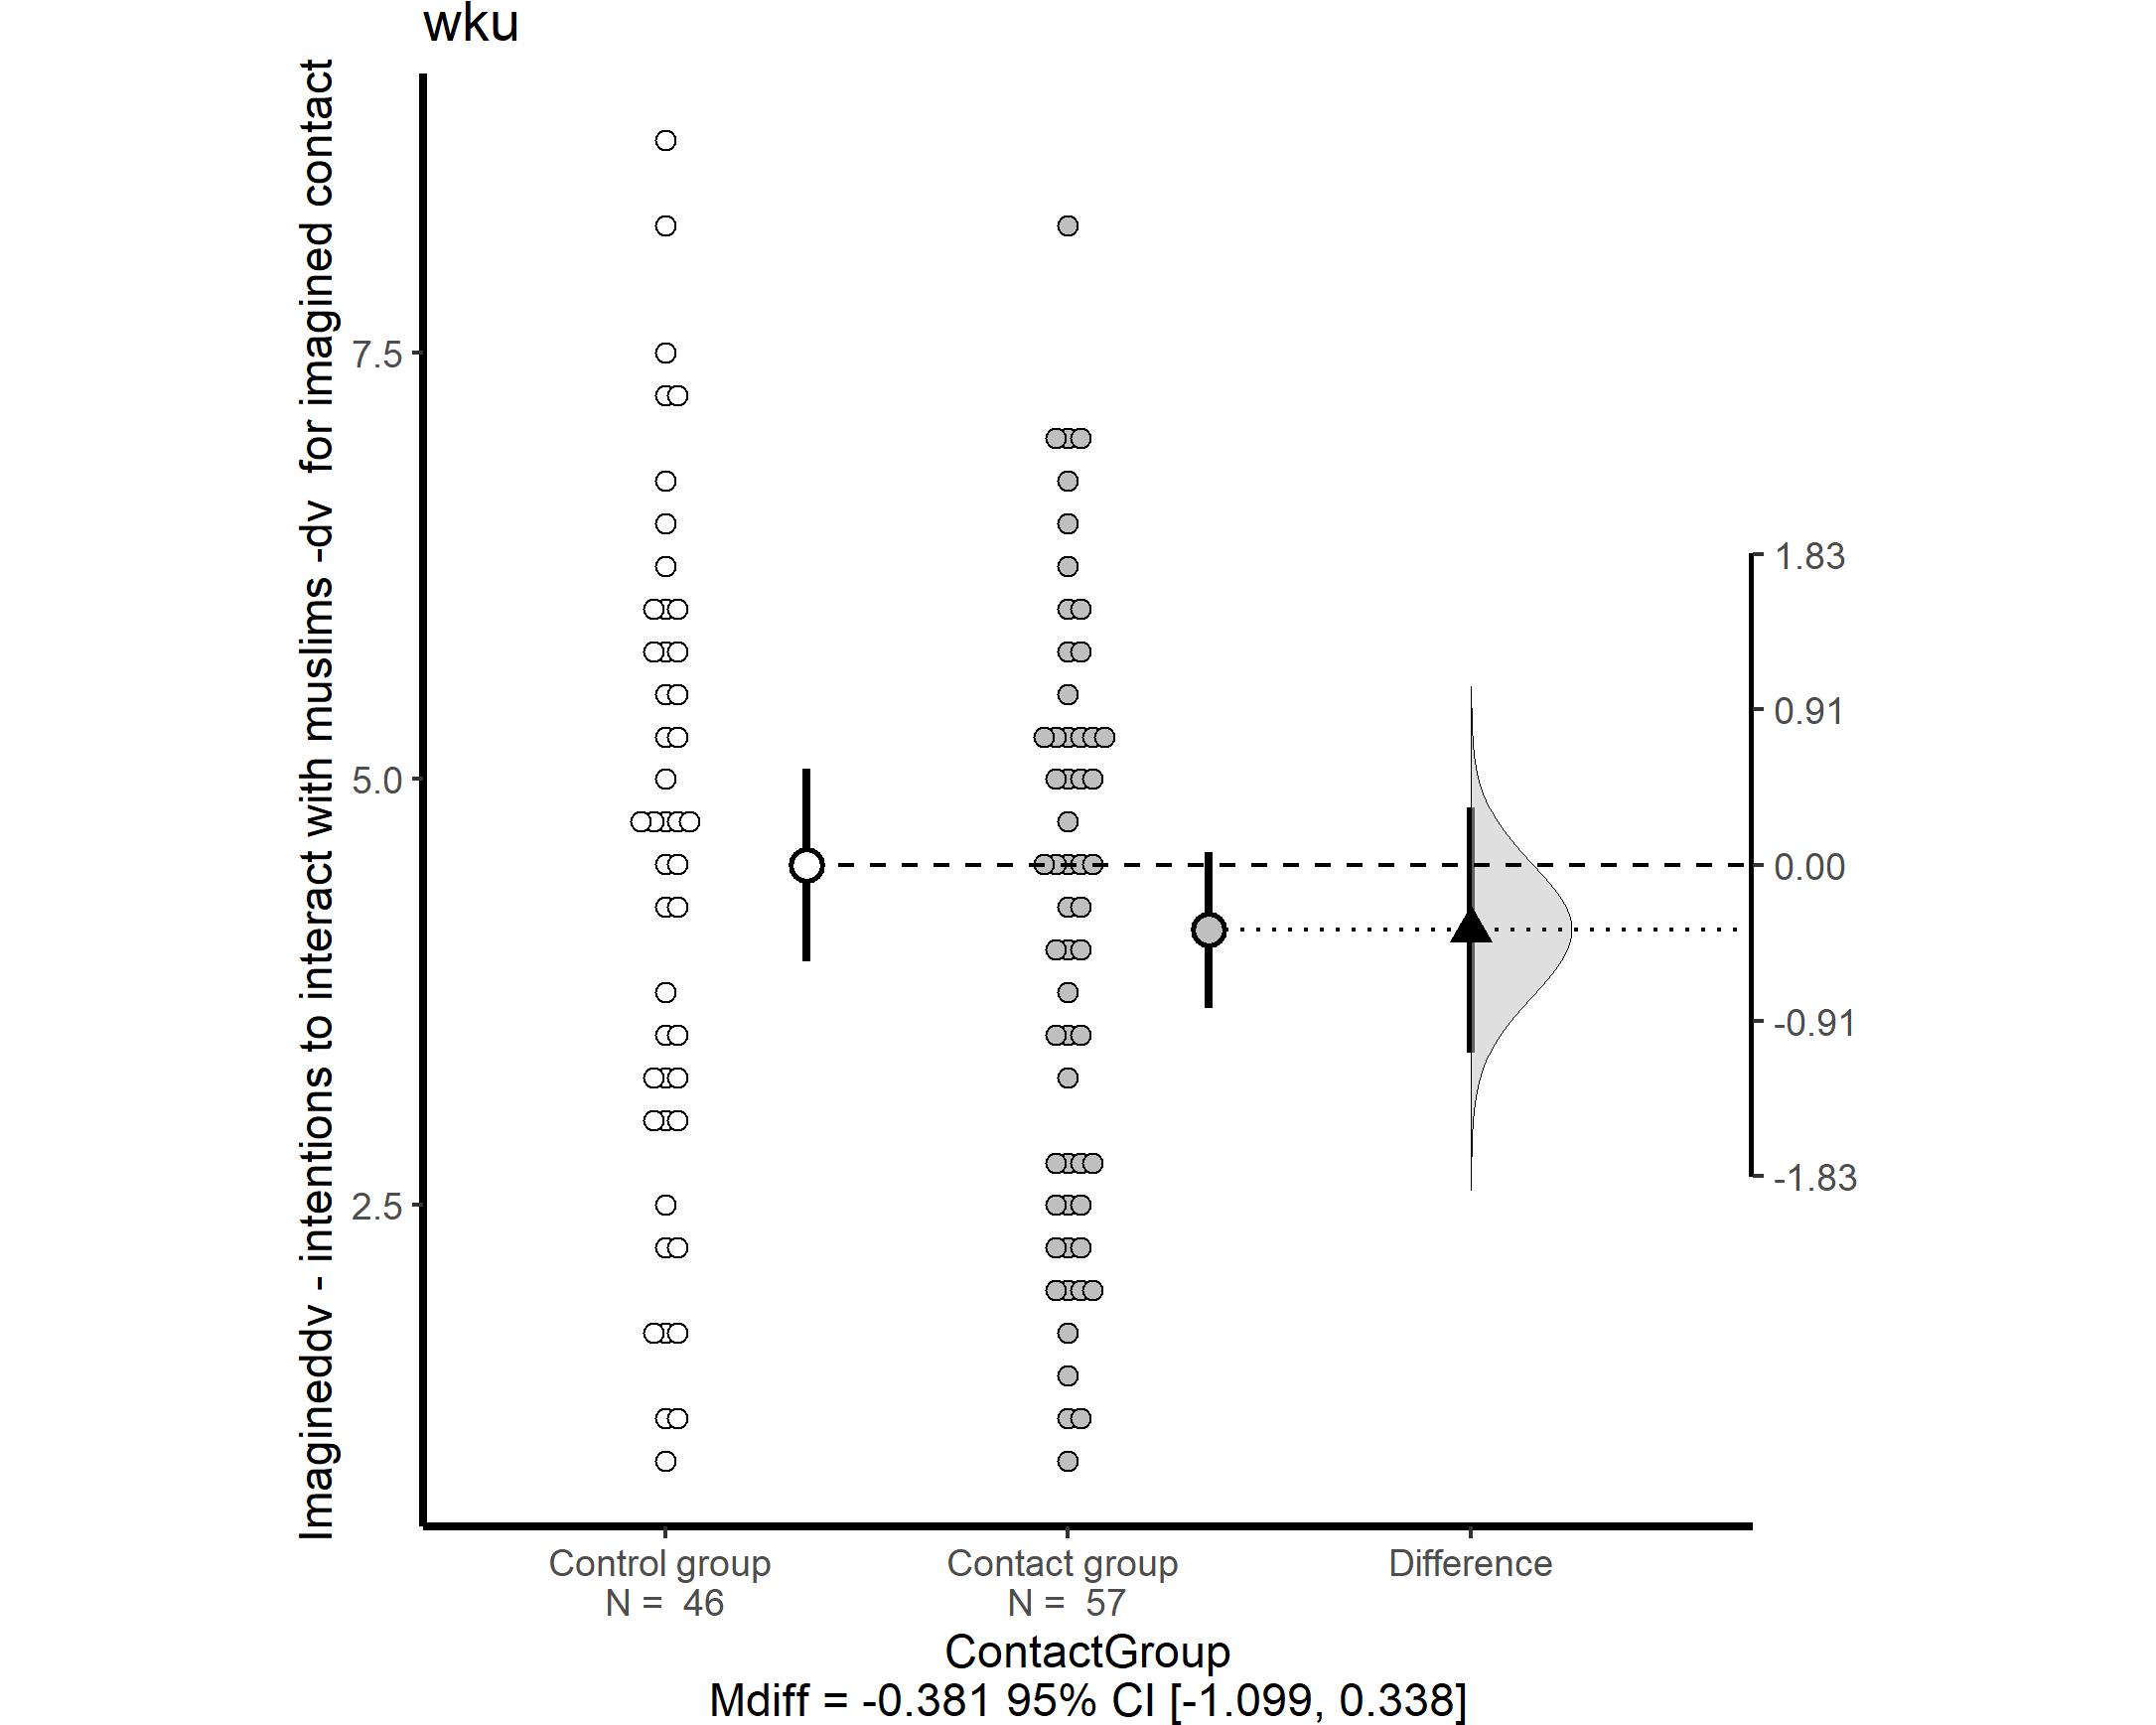 wku
Imagineddv - intentions to interact with muslims -dv  for imagined contact
7.5
5.0
2.5
1.83
0.91
0.00
-0.91
-1.83
Control group
N =  46
Contact group
N =  57
Difference
ContactGroup
Mdiff = -0.381 95% CI [-1.099, 0.338]